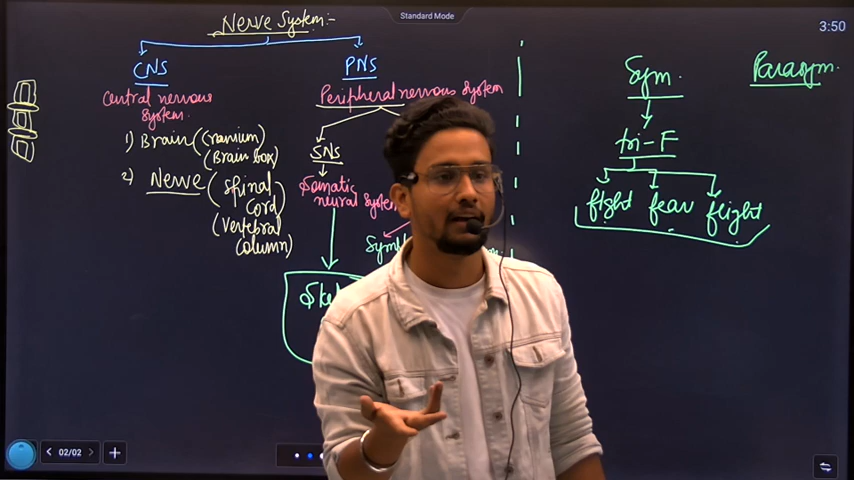 Standard Mode
3:50
Nerve System:-
CNS
Central nervous
system.
1) Brain (Cranium)
(Brain box)
2) Nerve (Spinal
Cord)
(Vertebral
Column)
PNS
Peripheral nervous system
SNS
Somatic
neural system
Sym.
Parasym.
tri-F
fight fear flight
02/02